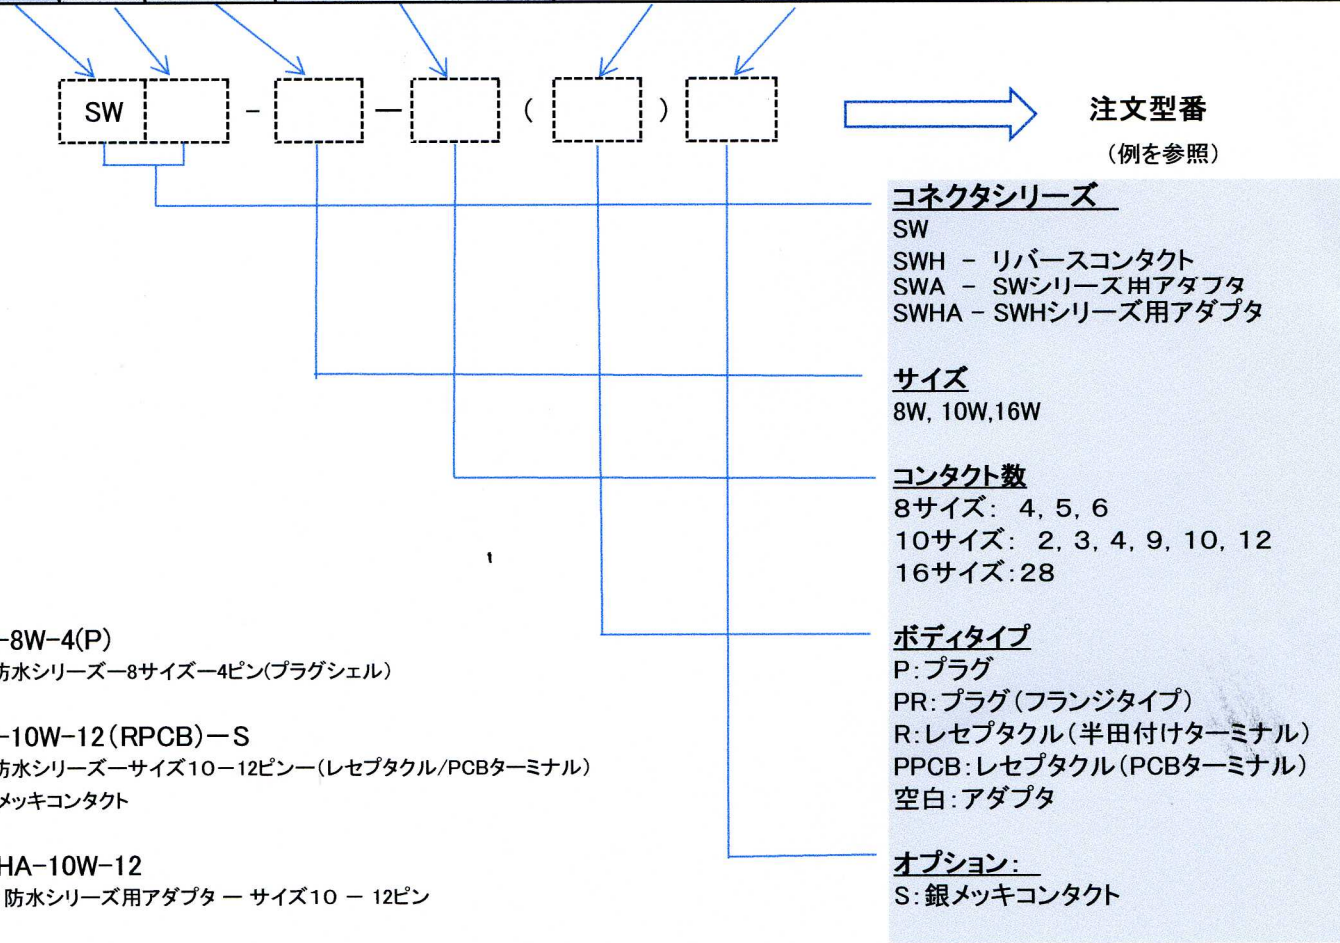 SW - — ( )
注文型番
（例を参照）
コネクタシリーズ
SW
SWH － リバースコンタクト
SWA － SWシリーズ用アダプタ
SWHA－SWHシリーズ用アダプタ
サイズ
8W, 10W,16W
コンタクト数
8サイズ： 4，5，6
10サイズ： 2，3，4，9，10，12
16サイズ：28
ボディタイプ
P：プラグ
PR：プラグ（フランジタイプ）
R：レセプタクル（半田付けターミナル）
PPCB：レセプタクル（PCBターミナル）
空白：アダプタ
オプション：
S：銀メッキコンタクト
-8W-4(P)
防水シリーズー8サイズー4ピン(プラグシェル)
-10W-12(RPCB)－S
防水シリーズーサイズ10－12ピンー(レセプタクル/PCBターミナル)
メッキコンタクト
HA-10W-12
防水シリーズ用アダプター サイズ10 － 12ピン